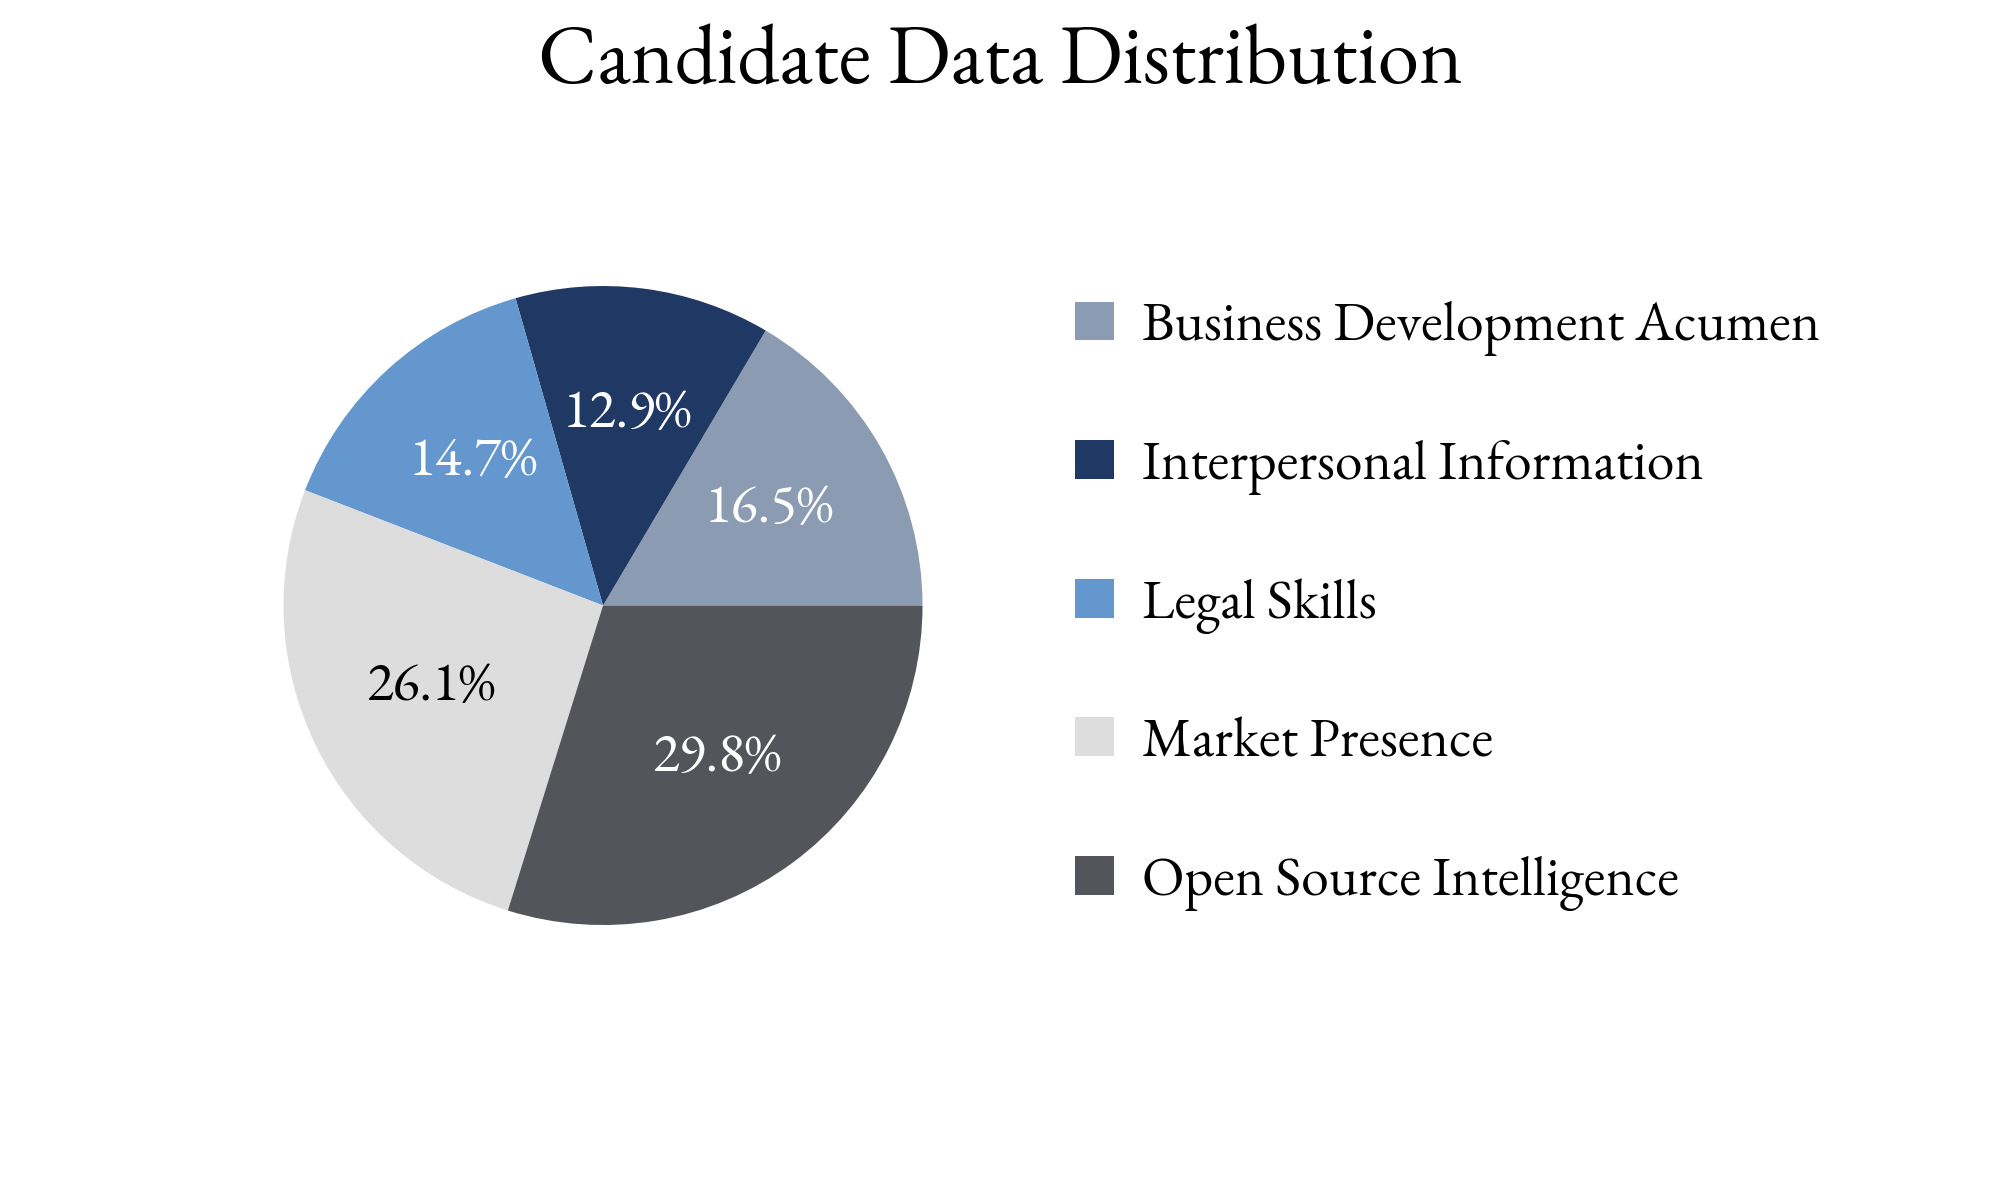 Candidate Data Distribution
12.9%
14.7%
16.5%
26.1%
29.8%
Business Development Acumen
Interpersonal Information
Legal Skills
Market Presence
Open Source Intelligence